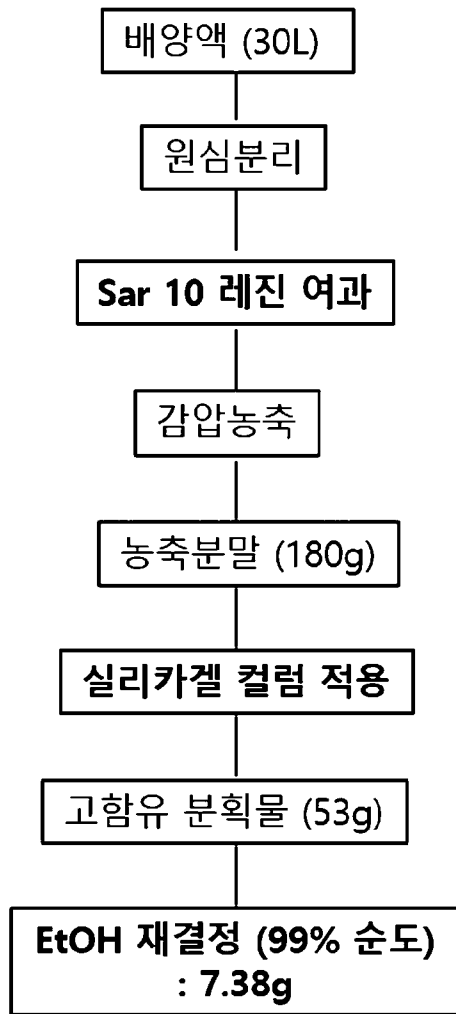 배양액 (30L)
원심분리
Sar 10 레진 여과
감압농축
농축분말 (180g)
실리카겔 컬럼 적용
고함유 분획물 (53g)
EtOH 재결정 (99% 순도)
: 7.38g